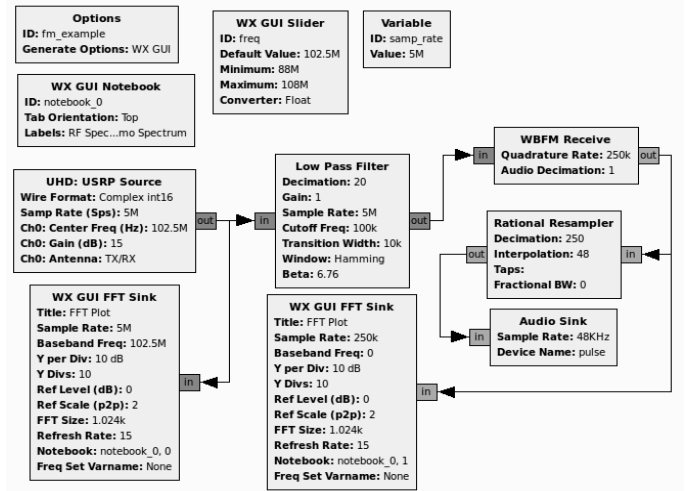 Options
ID: fm_example
Generate Options: WX GUI
WX GUI Slider
ID: freq
Default Value: 102.5M
Minimum: 88M
Maximum: 108M
Converter: Float
Variable
ID: samp_rate
Value: 5M
WX GUI Notebook
ID: notebook_0
Tab Orientation: Top
Labels: RF Spec...mo Spectrum
UHD: USRP Source
Wire Format: Complex int16
Samp Rate (Sps): 5M
Ch0: Center Freq (Hz): 102.5M
Ch0: Gain (dB): 15
Ch0: Antenna: TX/RX
out
in
Low Pass Filter
Decimation: 20
Gain: 1
Sample Rate: 5M
Cutoff Freq: 100k
Transition Width: 10k
Window: Hamming
Beta: 6.76
out
in
WBFM Receive
Quadrature Rate: 250k
Audio Decimation: 1
out
Rational Resampler
Decimation: 250
Interpolation: 48
Taps:
Fractional BW: 0
out
in
Audio Sink
Sample Rate: 48KHz
Device Name: pulse
in
WX GUI FFT Sink
Title: FFT Plot
Sample Rate: 5M
Baseband Freq: 102.5M
Y per Div: 10 dB
Y Divs: 10
Ref Level (dB): 0
Ref Scale (p2p): 2
FFT Size: 1.024k
Refresh Rate: 15
Notebook: notebook_0, 0
Freq Set Varname: None
in
WX GUI FFT Sink
Title: FFT Plot
Sample Rate: 250k
Baseband Freq: 0
Y per Div: 10 dB
Y Divs: 10
Ref Level (dB): 0
Ref Scale (p2p): 2
FFT Size: 1.024k
Refresh Rate: 15
Notebook: notebook_0, 1
Freq Set Varname: None
in